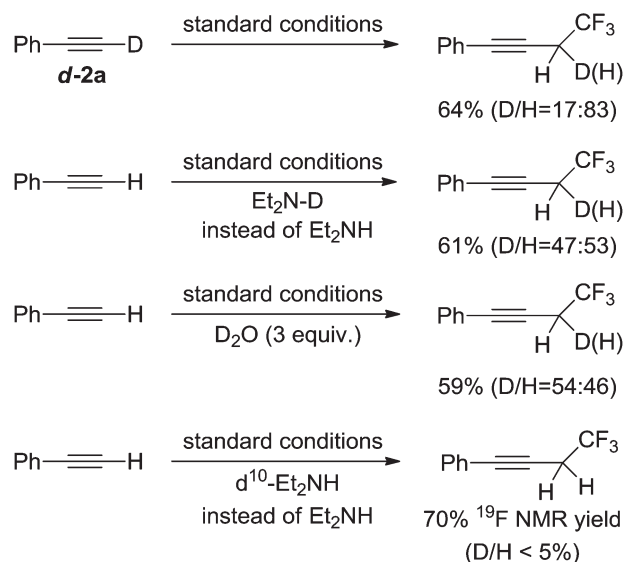 Ph D standard conditions Ph CF₃ H D(H)
d-2a
64% (D/H=17:83)
Ph H standard conditions Ph CF₃ H D(H)
Et₂N-D
instead of Et₂NH
61% (D/H=47:53)
Ph H standard conditions Ph CF₃ H D(H)
D₂O (3 equiv.)
59% (D/H=54:46)
Ph H standard conditions Ph CF₃ H H
d¹⁰-Et₂NH
instead of Et₂NH
70% ¹⁹F NMR yield
(D/H < 5%)